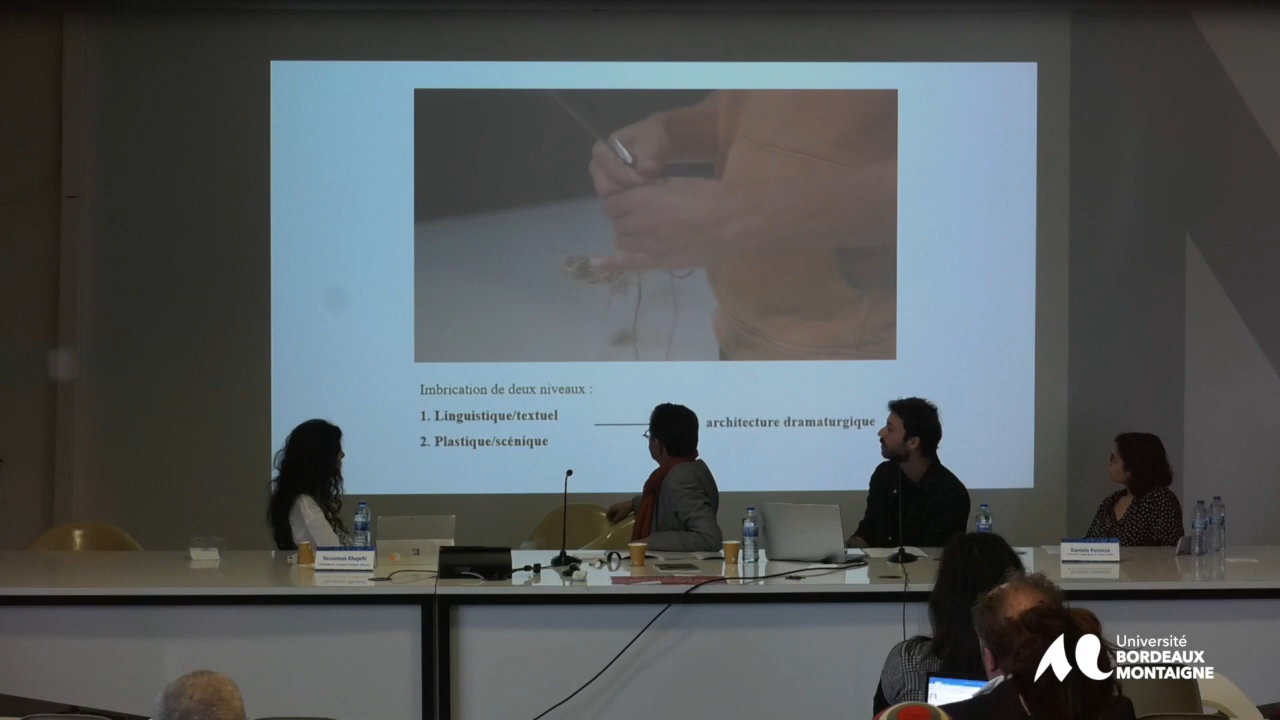 Imbrication de deux niveaux :
1. Linguistique/textuel
architecture dramaturgique
2. Plastique/scénique
Université
BORDEAUX
MONTAIGNE